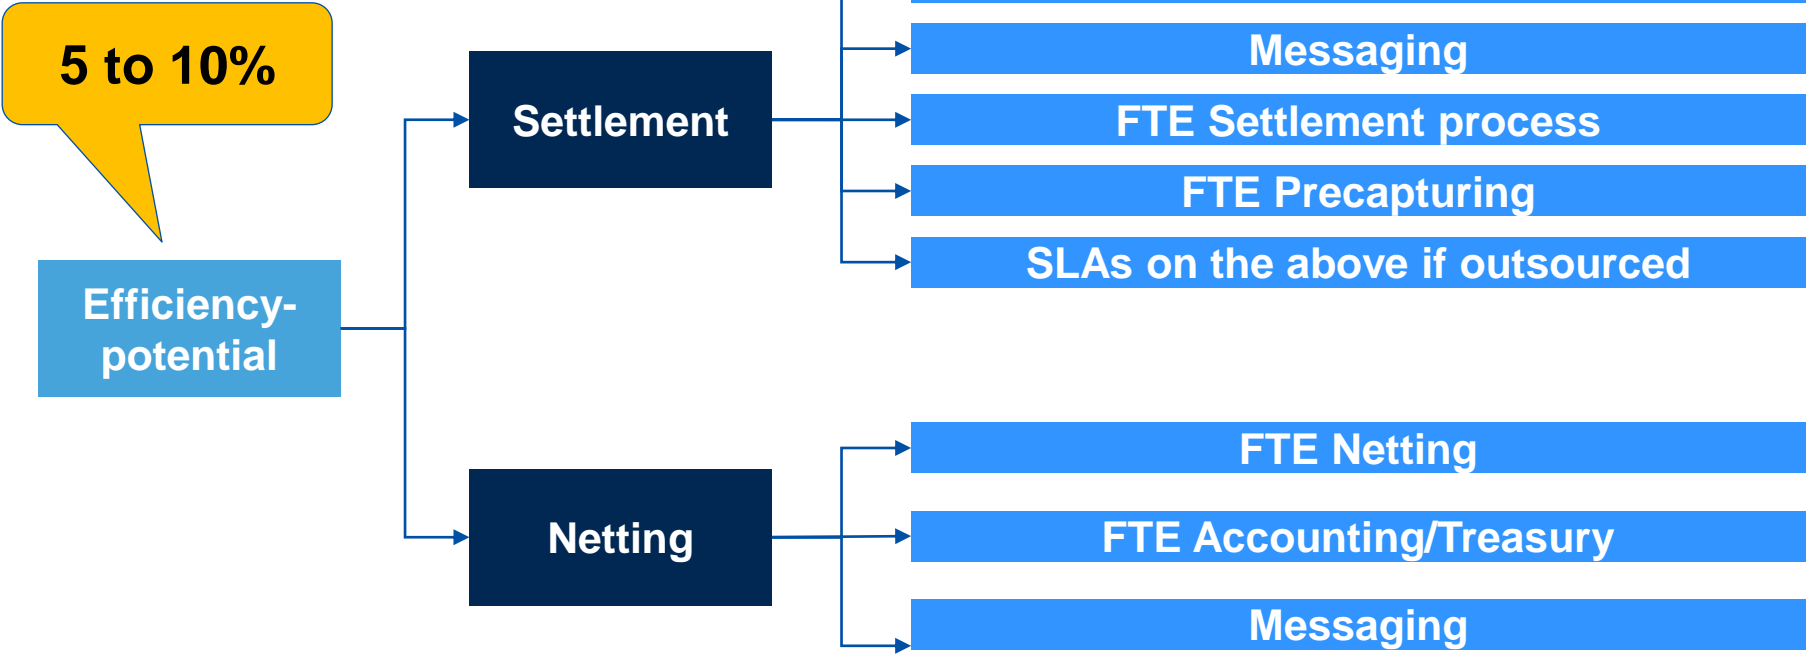 5 to 10%
Efficiency-
potential
Settlement
Messaging
FTE Settlement process
FTE Precapturing
SLAs on the above if outsourced
Netting
FTE Netting
FTE Accounting/Treasury
Messaging